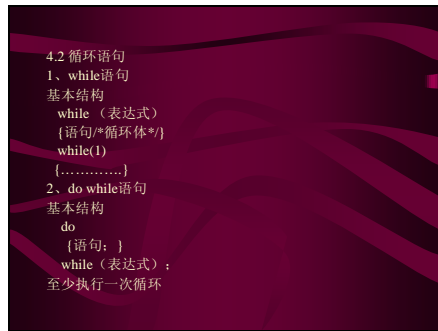 4.2 循环语句
1、while语句
基本结构
while （表达式）
{语句/*循环体*/}
while(1)
{………….}
2、do while语句
基本结构
do
{语句；}
while（表达式）；
至少执行一次循环